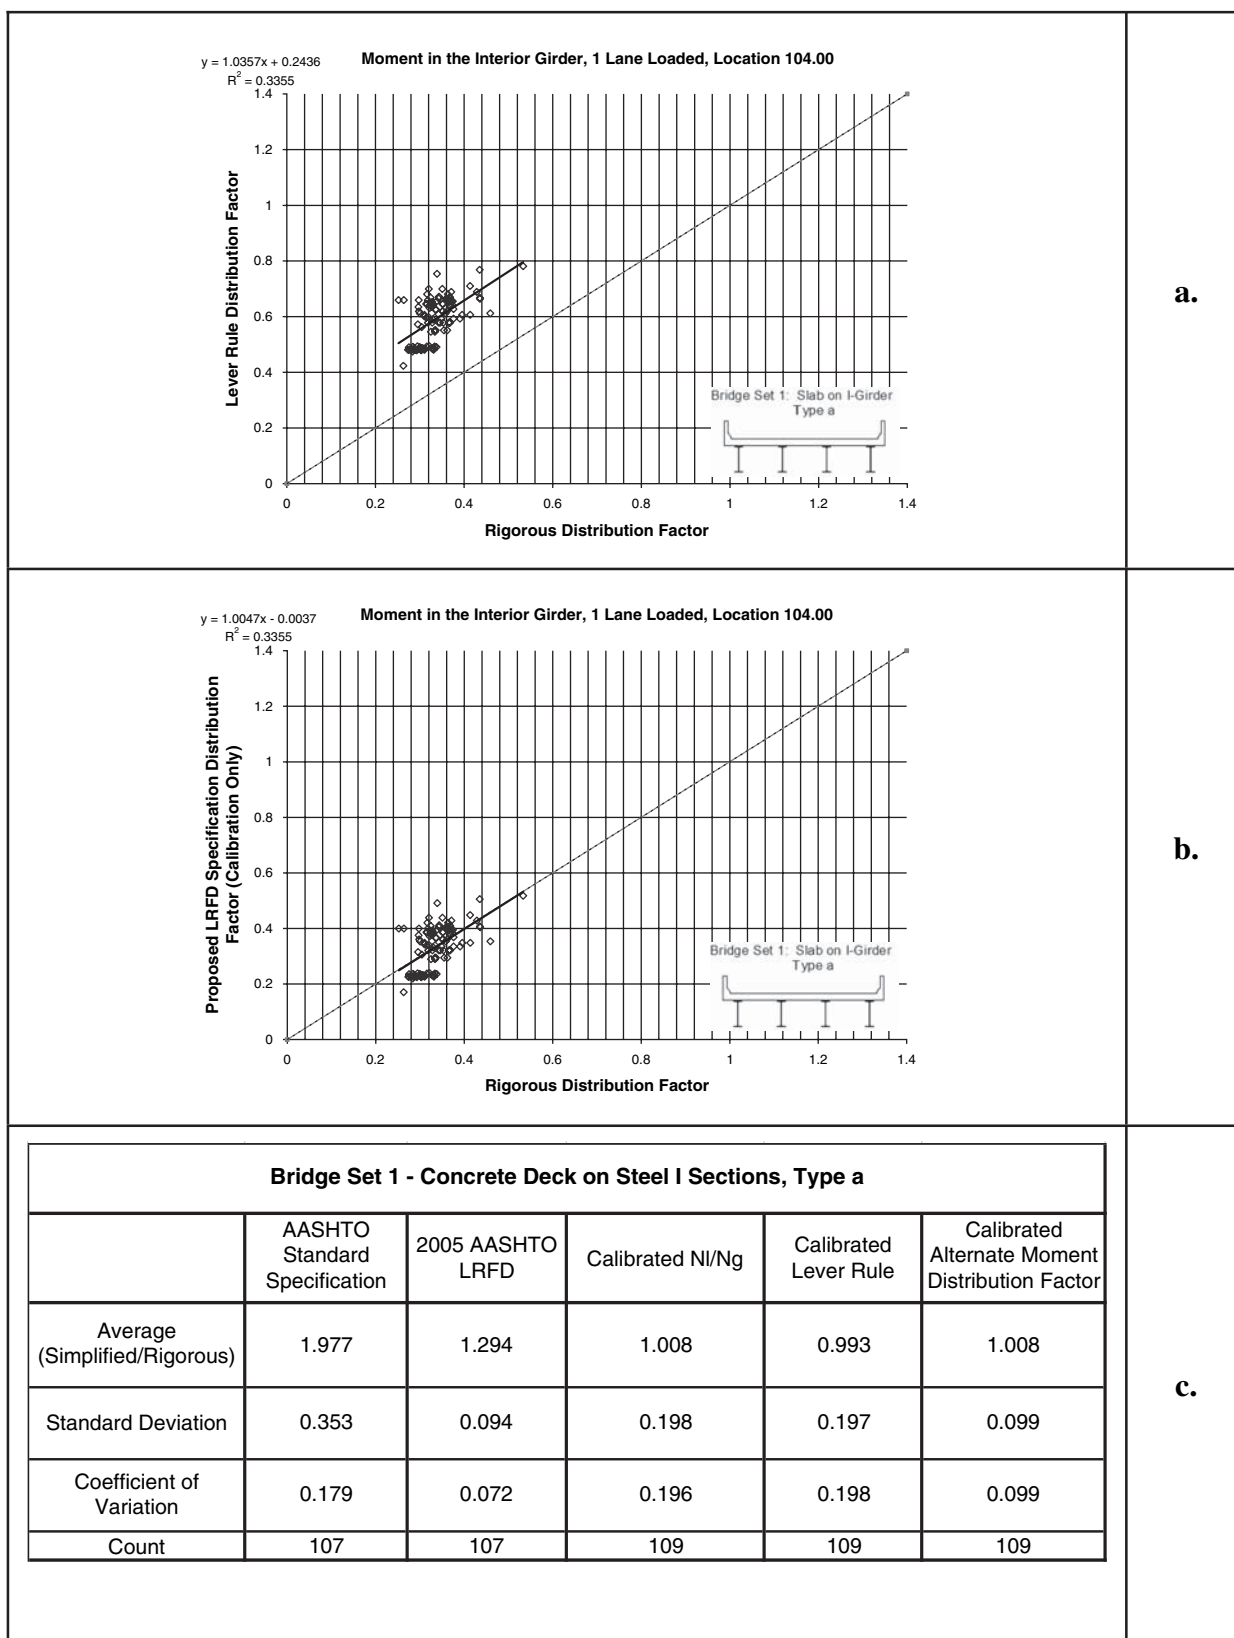 y = 1.0357x + 0.2436
R2 = 0.3355
Moment in the Interior Girder, 1 Lane Loaded, Location 104.00
Lever Rule Distribution Factor
1.4
1.2
1
0.8
0.6
0.4
0.2
0
0 0.2 0.4 0.6 0.8 1 1.2 1.4
Rigorous Distribution Factor
Bridge Set 1: Slab on I-Girder
Type a
a.
y = 1.0047x - 0.0037
R2 = 0.3355
Moment in the Interior Girder, 1 Lane Loaded, Location 104.00
Proposed LRFD Specification Distribution
Factor (Calibration Only)
1.4
1.2
1
0.8
0.6
0.4
0.2
0
0 0.2 0.4 0.6 0.8 1 1.2 1.4
Rigorous Distribution Factor
Bridge Set 1: Slab on I-Girder
Type a
b.
Bridge Set 1 - Concrete Deck on Steel I Sections, Type a
AASHTO
Standard
Specification
2005 AASHTO
LRFD
Calibrated Nl/Ng
Calibrated
Lever Rule
Calibrated
Alternate Moment
Distribution Factor
Average
(Simplified/Rigorous)
1.977 1.294 1.008 0.993 1.008
Standard Deviation 0.353 0.094 0.198 0.197 0.099
Coefficient of
Variation
0.179 0.072 0.196 0.198 0.099
Count 107 107 109 109 109
c.